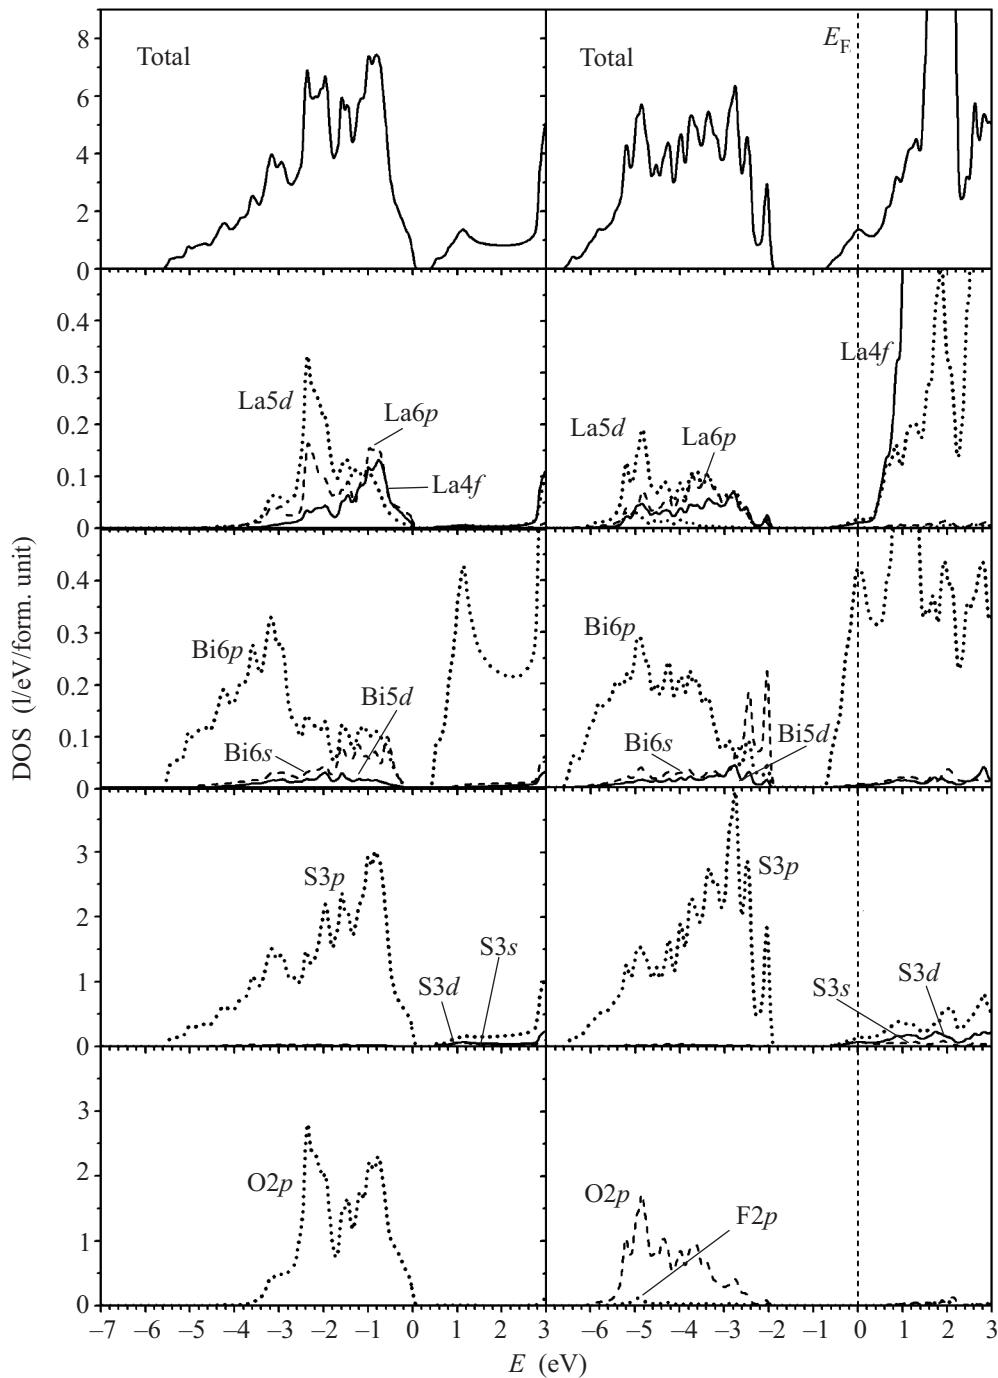 8
6
4
2
0
Total
Total
E_F
0.4
0.3
0.2
0.1
0
La5d
La6p
La4f
La5d
La6p
La4f
DOS (l/eV/form. unit)
0.4
0.3
0.2
0.1
0
Bi6p
Bi6s
Bi5d
Bi6p
Bi6s
Bi5d
3
2
1
0
S3p
S3d
S3s
S3p
S3s
S3d
3
2
1
0
O2p
O2p
F2p
–7 –6 –5 –4 –3 –2 –1 0 1 2 3 –6 –5 –4 –3 –2 –1 0 1 2 3
E (eV)